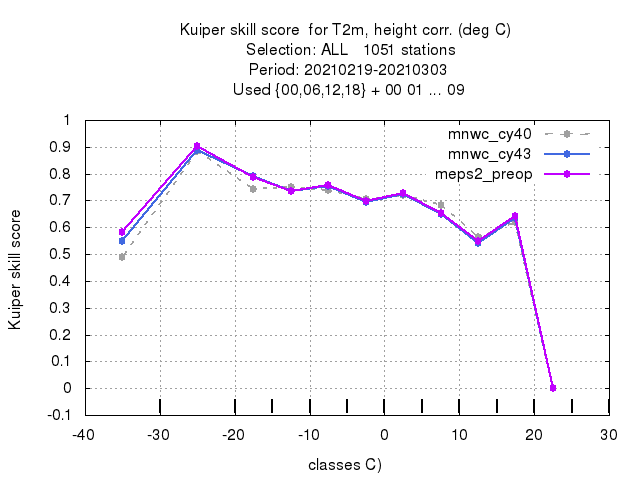 Kuiper skill score  for T2m, height corr. (deg C)
Selection: ALL   1051 stations
Period: 20210219-20210303
Used {00,06,12,18} + 00 01 ... 09
mnwc_cy40
mnwc_cy43
meps2_preop
Kuiper skill score
1
0.9
0.8
0.7
0.6
0.5
0.4
0.3
0.2
0.1
0
-0.1
-40 -30 -20 -10 0 10 20 30
classes C)